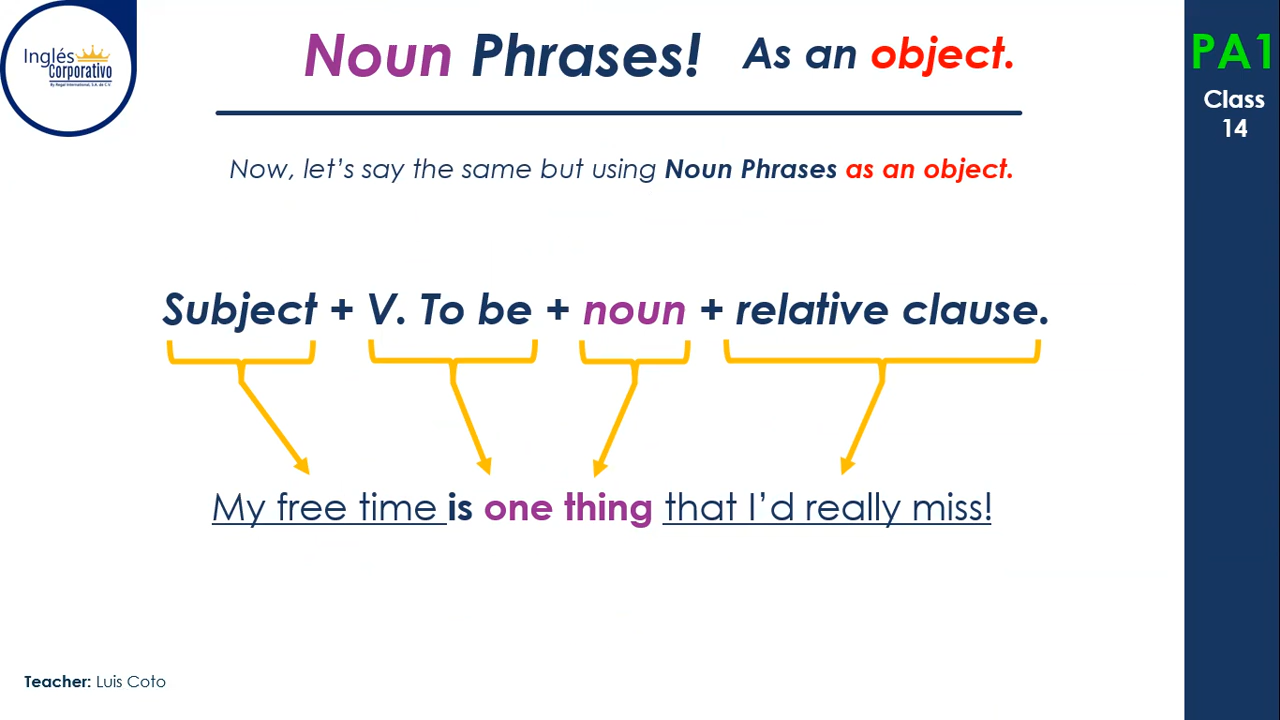 Inglés
Corporativo
By Regal International, S.A. de C.V.
Noun Phrases! As an object.
PA1
Class
14
Now, let's say the same but using Noun Phrases as an object.
Subject + V. To be + noun + relative clause.
My free time is one thing that I'd really miss!
Teacher: Luis Coto